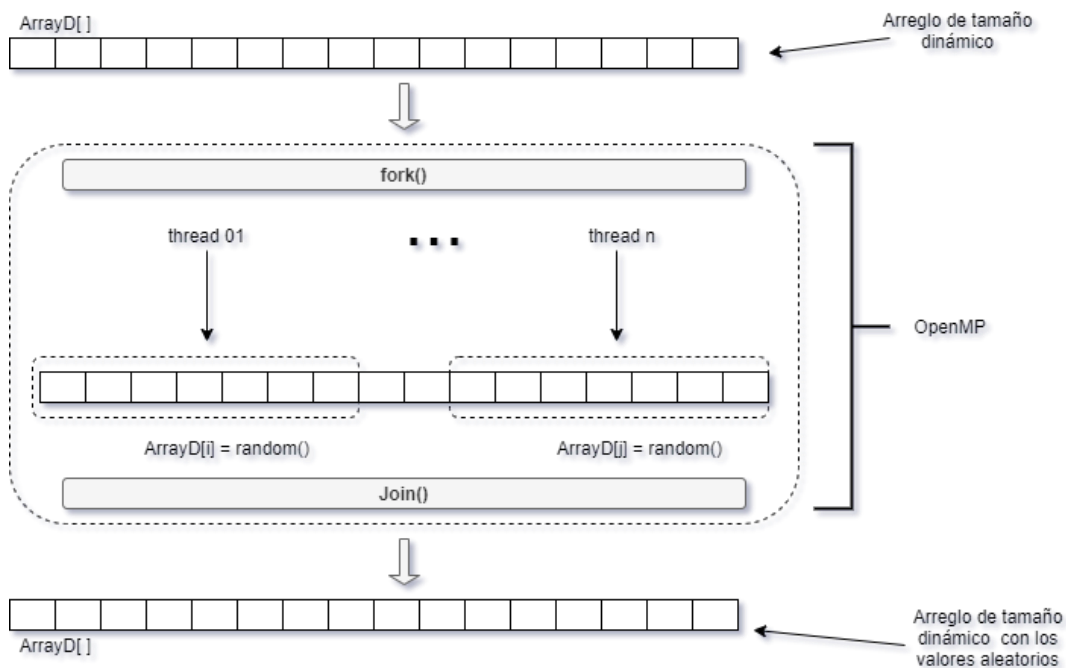 ArrayD[ ]
Arreglo de tamaño
dinámico
fork()
thread 01
...
thread n
OpenMP
ArrayD[i] = random()
ArrayD[j] = random()
Join()
ArrayD[ ]
Arreglo de tamaño
dinámico con los
valores aleatorios